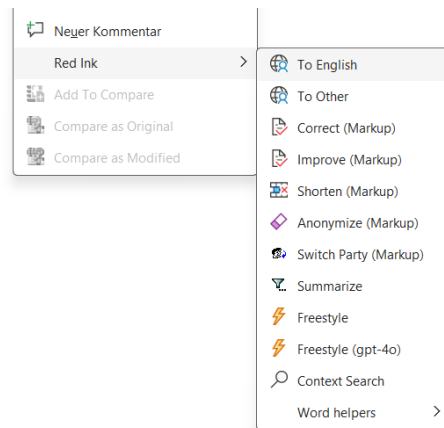 Neuer Kommentar
Red Ink
Add To Compare
Compare as Original
Compare as Modified
To English
To Other
Correct (Markup)
Improve (Markup)
Shorten (Markup)
Anonymize (Markup)
Switch Party (Markup)
Summarize
Freestyle
Freestyle (gpt-4o)
Context Search
Word helpers